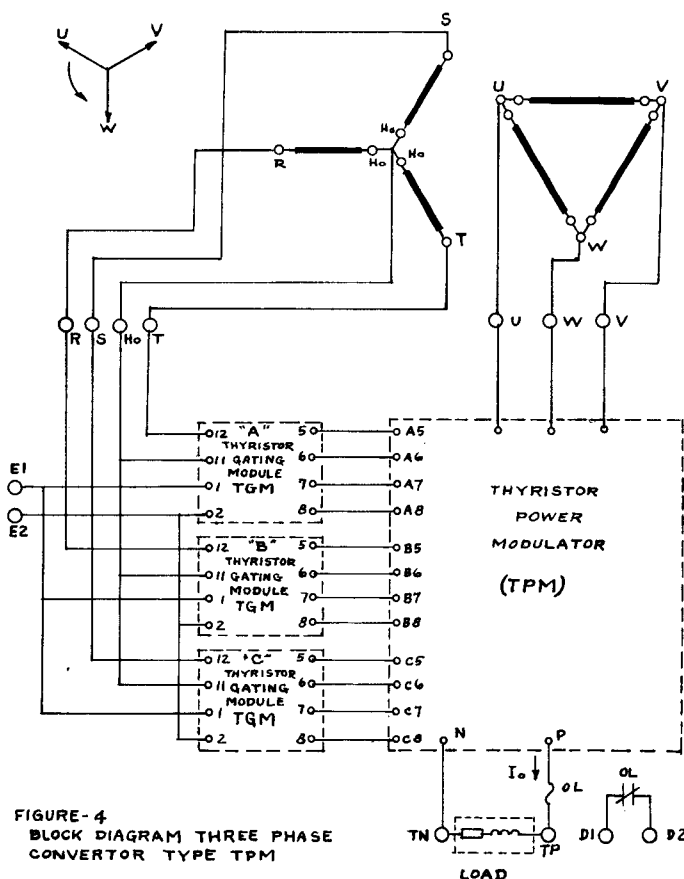 S
U
V
W
Ho
R
Ho
Ho
T
U
V
W
R
S
Ho
T
U
W
V
E1
E2
12
"A"
THYRISTOR
GATING
MODULE
TGM
11
1
2
5
6
7
8
A5
A6
A7
A8
12
"B"
THYRISTOR
GATING
MODULE
TGM
11
1
2
5
6
7
8
B5
B6
B7
B8
12
"C"
THYRISTOR
GATING
MODULE
TGM
11
1
2
5
6
7
8
C5
C6
C7
C8
THYRISTOR
POWER
MODULATOR
(TPM)
N
P
Io
OL
OL
TN
TP
D1
D2
LOAD
FIGURE-4
BLOCK DIAGRAM THREE PHASE
CONVERTOR TYPE TPM